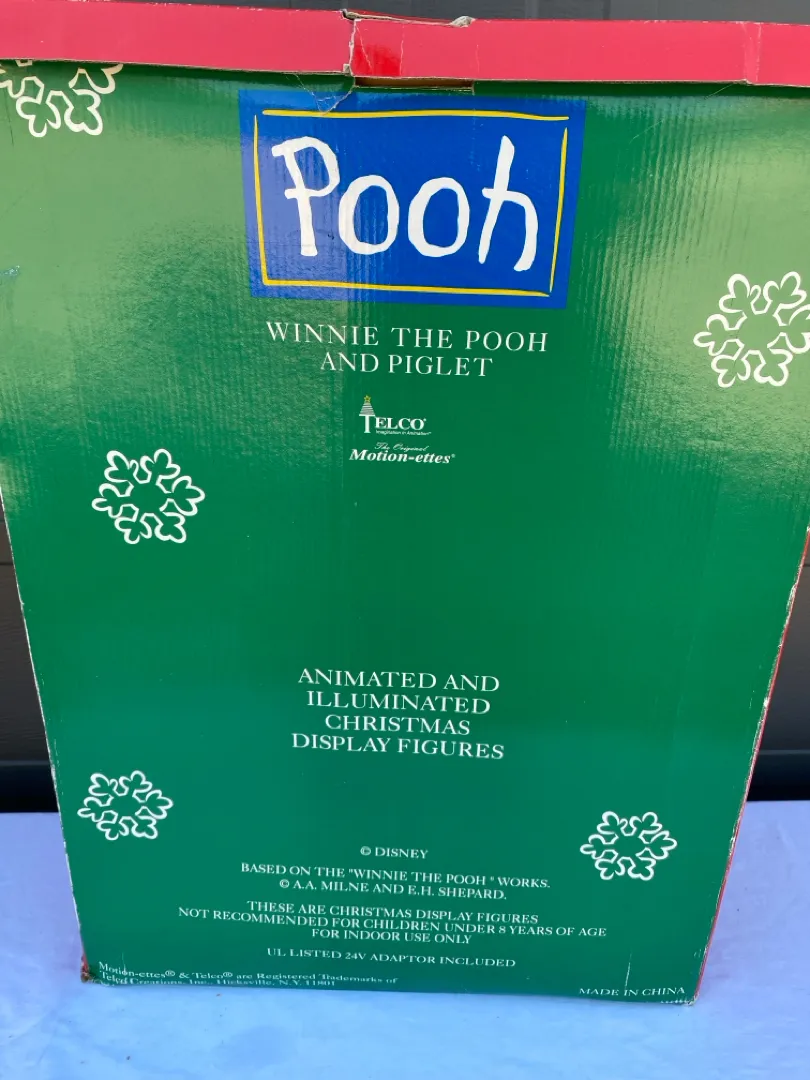 Pooh
WINNIE THE POOH
AND PIGLET
TELCO®
Imagination in Animation™
The Original
Motion-ettes®
ANIMATED AND
ILLUMINATED
CHRISTMAS
DISPLAY FIGURES
© DISNEY
BASED ON THE "WINNIE THE POOH " WORKS.
© A.A. MILNE AND E.H. SHEPARD.
THESE ARE CHRISTMAS DISPLAY FIGURES
NOT RECOMMENDED FOR CHILDREN UNDER 8 YEARS OF AGE
FOR INDOOR USE ONLY
UL LISTED 24V ADAPTOR INCLUDED
Motion-ettes® & Telco® are Registered Trademarks of
Telco Creations, Inc., Hicksville, N.Y. 11801
MADE IN CHINA